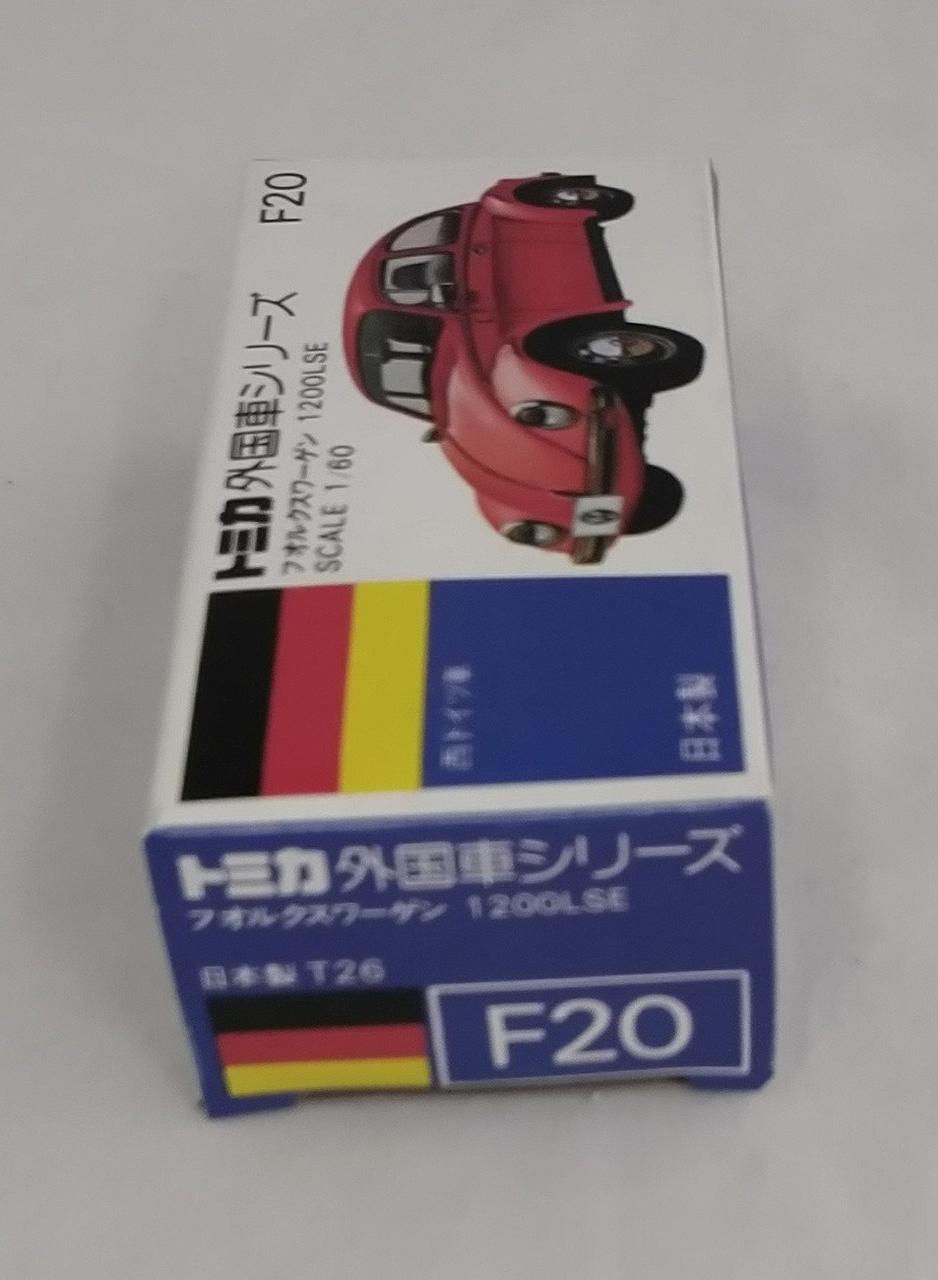 トミカ外国車シリーズ F20
フオルクスワーゲン 1200LSE
SCALE 1/60
西ドイツ車
日本製
トミカ外国車シリーズ
フオルクスワーゲン 1200LSE
日本製 T26
F20